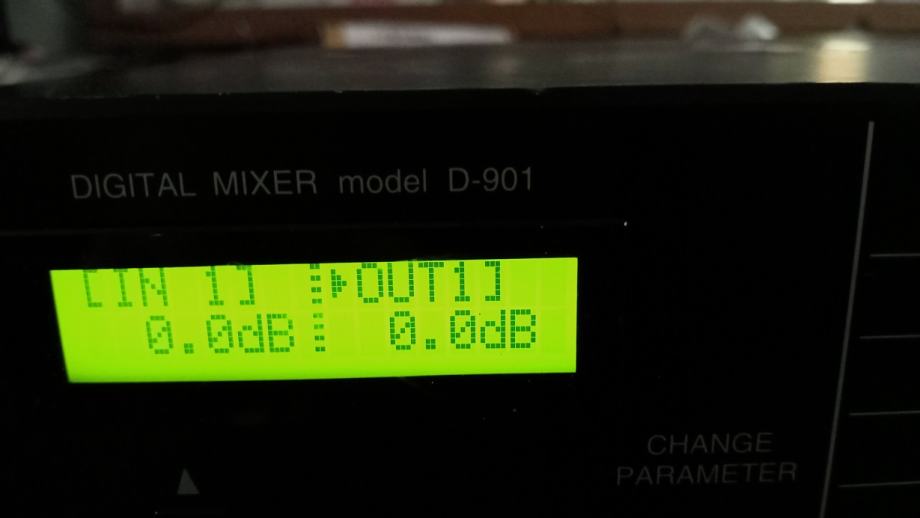 DIGITAL MIXER model D-901
[IN 1] ⋮▸OUT1]
0.0dB⋮ 0.0dB
CHANGE
PARAMETER